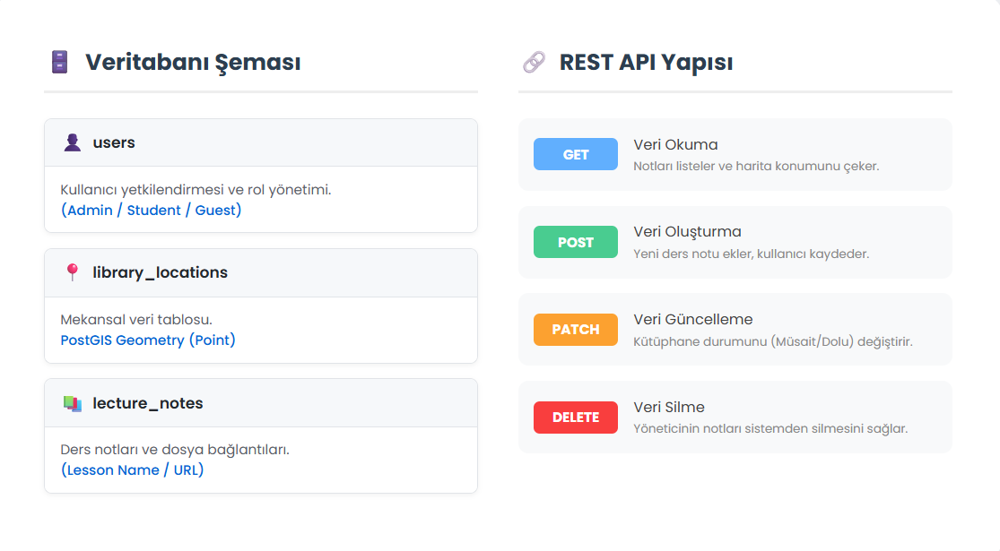 Veritabanı Şeması
users
Kullanıcı yetkilendirmesi ve rol yönetimi.
(Admin / Student / Guest)
library_locations
Mekansal veri tablosu.
PostGIS Geometry (Point)
lecture_notes
Ders notları ve dosya bağlantıları.
(Lesson Name / URL)
REST API Yapısı
GET
Veri Okuma
Notları listeler ve harita konumunu çeker.
POST
Veri Oluşturma
Yeni ders notu ekler, kullanıcı kaydeder.
PATCH
Veri Güncelleme
Kütüphane durumunu (Müsait/Dolu) değiştirir.
DELETE
Veri Silme
Yöneticinin notları sistemden silmesini sağlar.